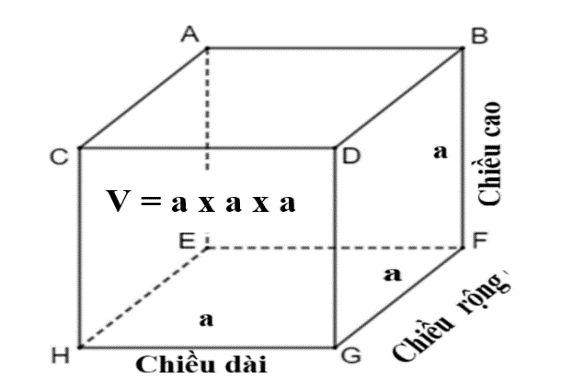 A
B
C
D
a
Chiều cao
V = a x a x a
E
F
a
a
Chiều rộng
H
Chiều dài
G